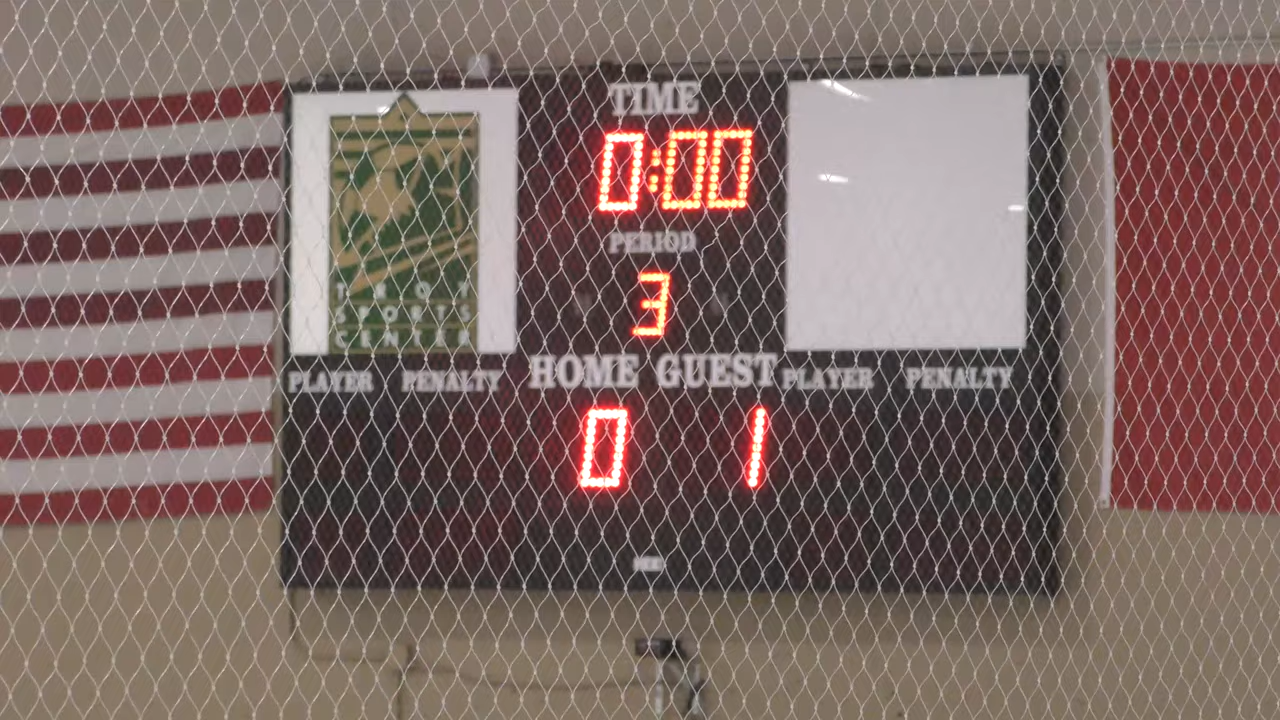 TIME
0:00
PERIOD
3
TROY
SPORTS
CENTER
HOME GUEST
PLAYER PENALTY
PLAYER PENALTY
0 1